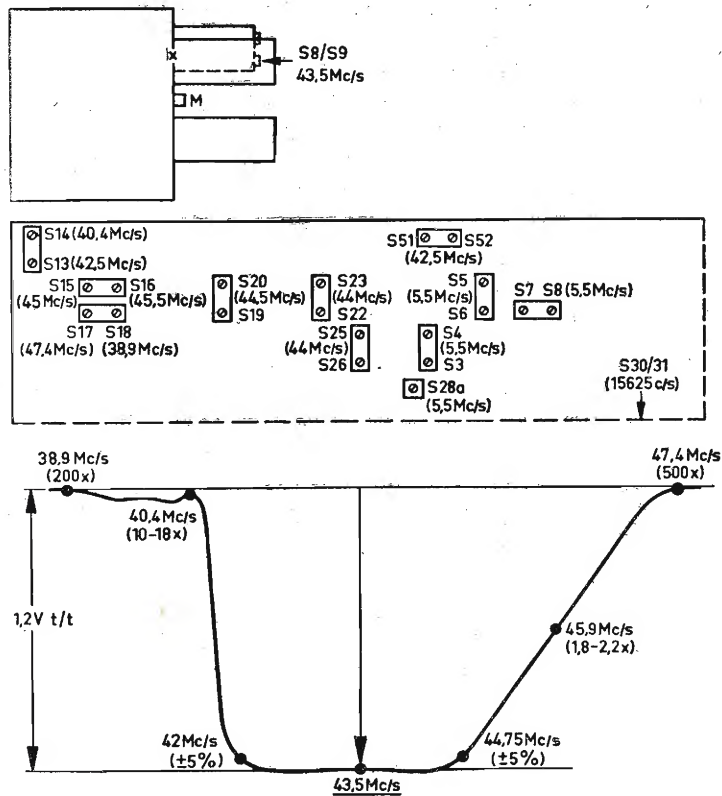 S8/S9
43,5Mc/s
M
S14(40,4Mc/s)
S13(42,5Mc/s)
S15 S16
(45Mc/s) (45,5Mc/s)
S17 S18
(47,4Mc/s) (38,9Mc/s)
S20
(44,5Mc/s)
S19
S23
(44Mc/s)
S22
S25
(44Mc/s)
S26
S51 S52
(42,5Mc/s)
S5
(5,5Mc/s)
S6
S7 S8(5,5Mc/s)
S4
(5,5Mc/s)
S3
S28a
(5,5Mc/s)
S30/31
(15625c/s)
38,9Mc/s
(200x)
47,4Mc/s
(500x)
40,4Mc/s
(10-18x)
1,2V t/t
45,9Mc/s
(1,8-2,2x)
42Mc/s
(±5%)
44,75Mc/s
(±5%)
43,5Mc/s